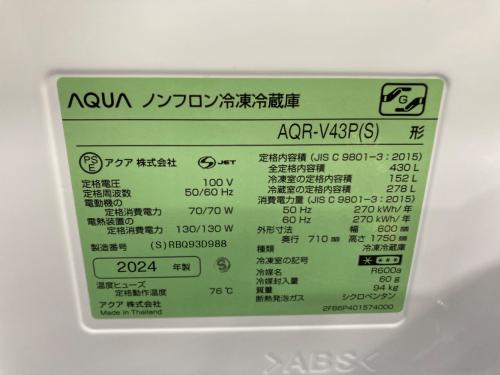 AQUA ノンフロン冷凍冷蔵庫
G
AQR-V43P(S) 形
PS E アクア 株式会社 S JET
定格電圧 100 V
定格周波数 50/60 Hz
電動機の
定格消費電力 70/70 W
電熱装置の
定格消費電力 130/130 W
製造番号 (S)RBQ93D988
2024 年製 S
温度ヒューズ
定格動作温度 76℃
アクア 株式会社
Made in Thailand
定格内容積 (JIS C 9801-3:2015)
全定格内容積 430 L
冷凍室の定格内容積 152 L
冷蔵室の定格内容積 278 L
消費電力量 (JIS C 9801-3:2015)
50 Hz 270 kWh/年
60 Hz 270 kWh/年
外形寸法 幅 600 mm
奥行 710 mm 高さ 1750 mm
種類 冷凍冷蔵庫
冷凍室の記号 ****
冷媒名 R600a
冷媒封入量 60 g
質量 94 kg
断熱発泡ガス シクロペンタン
2FB6P401574000
>ABS<